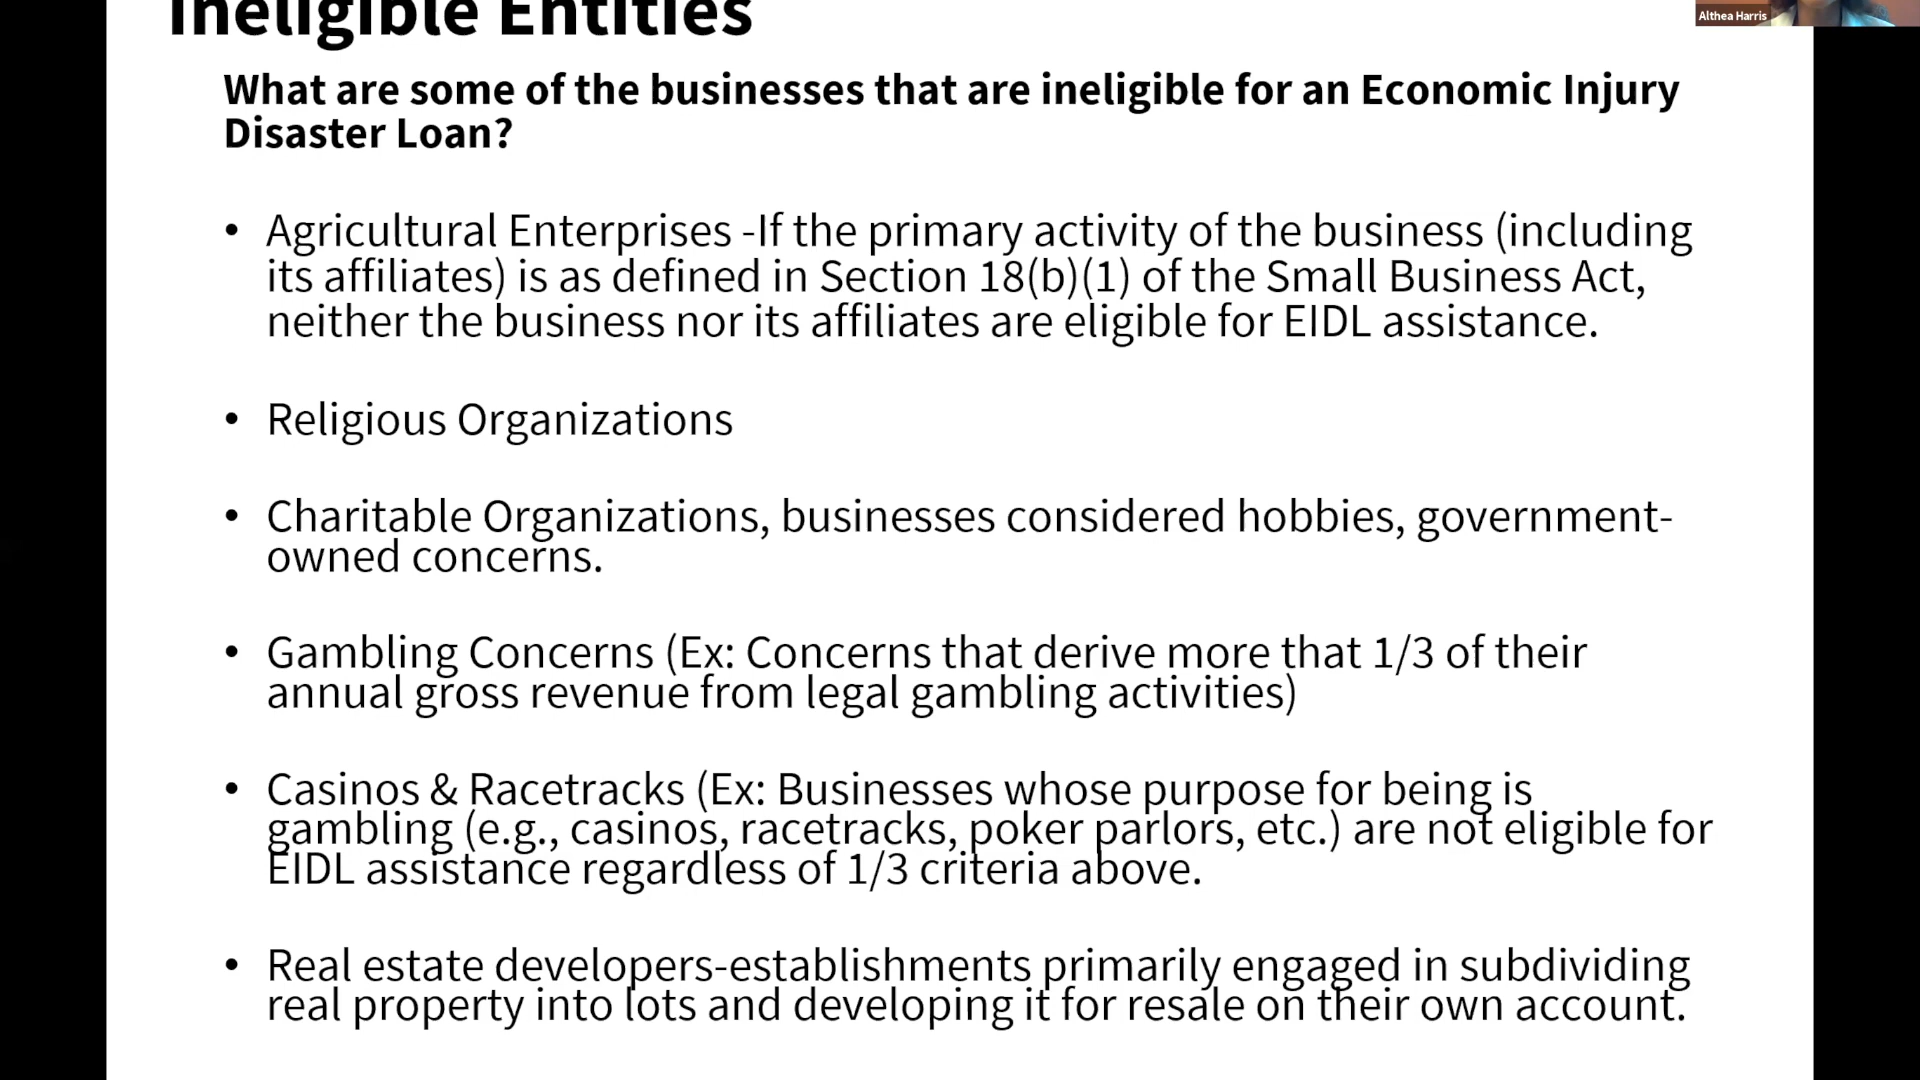 Ineligible Entities
Althea Harris
What are some of the businesses that are ineligible for an Economic Injury
Disaster Loan?
• Agricultural Enterprises -If the primary activity of the business (including
its affiliates) is as defined in Section 18(b)(1) of the Small Business Act,
neither the business nor its affiliates are eligible for EIDL assistance.
• Religious Organizations
• Charitable Organizations, businesses considered hobbies, government-
owned concerns.
• Gambling Concerns (Ex: Concerns that derive more that 1/3 of their
annual gross revenue from legal gambling activities)
• Casinos & Racetracks (Ex: Businesses whose purpose for being is
gambling (e.g., casinos, racetracks, poker parlors, etc.) are not eligible for
EIDL assistance regardless of 1/3 criteria above.
• Real estate developers-establishments primarily engaged in subdividing
real property into lots and developing it for resale on their own account.